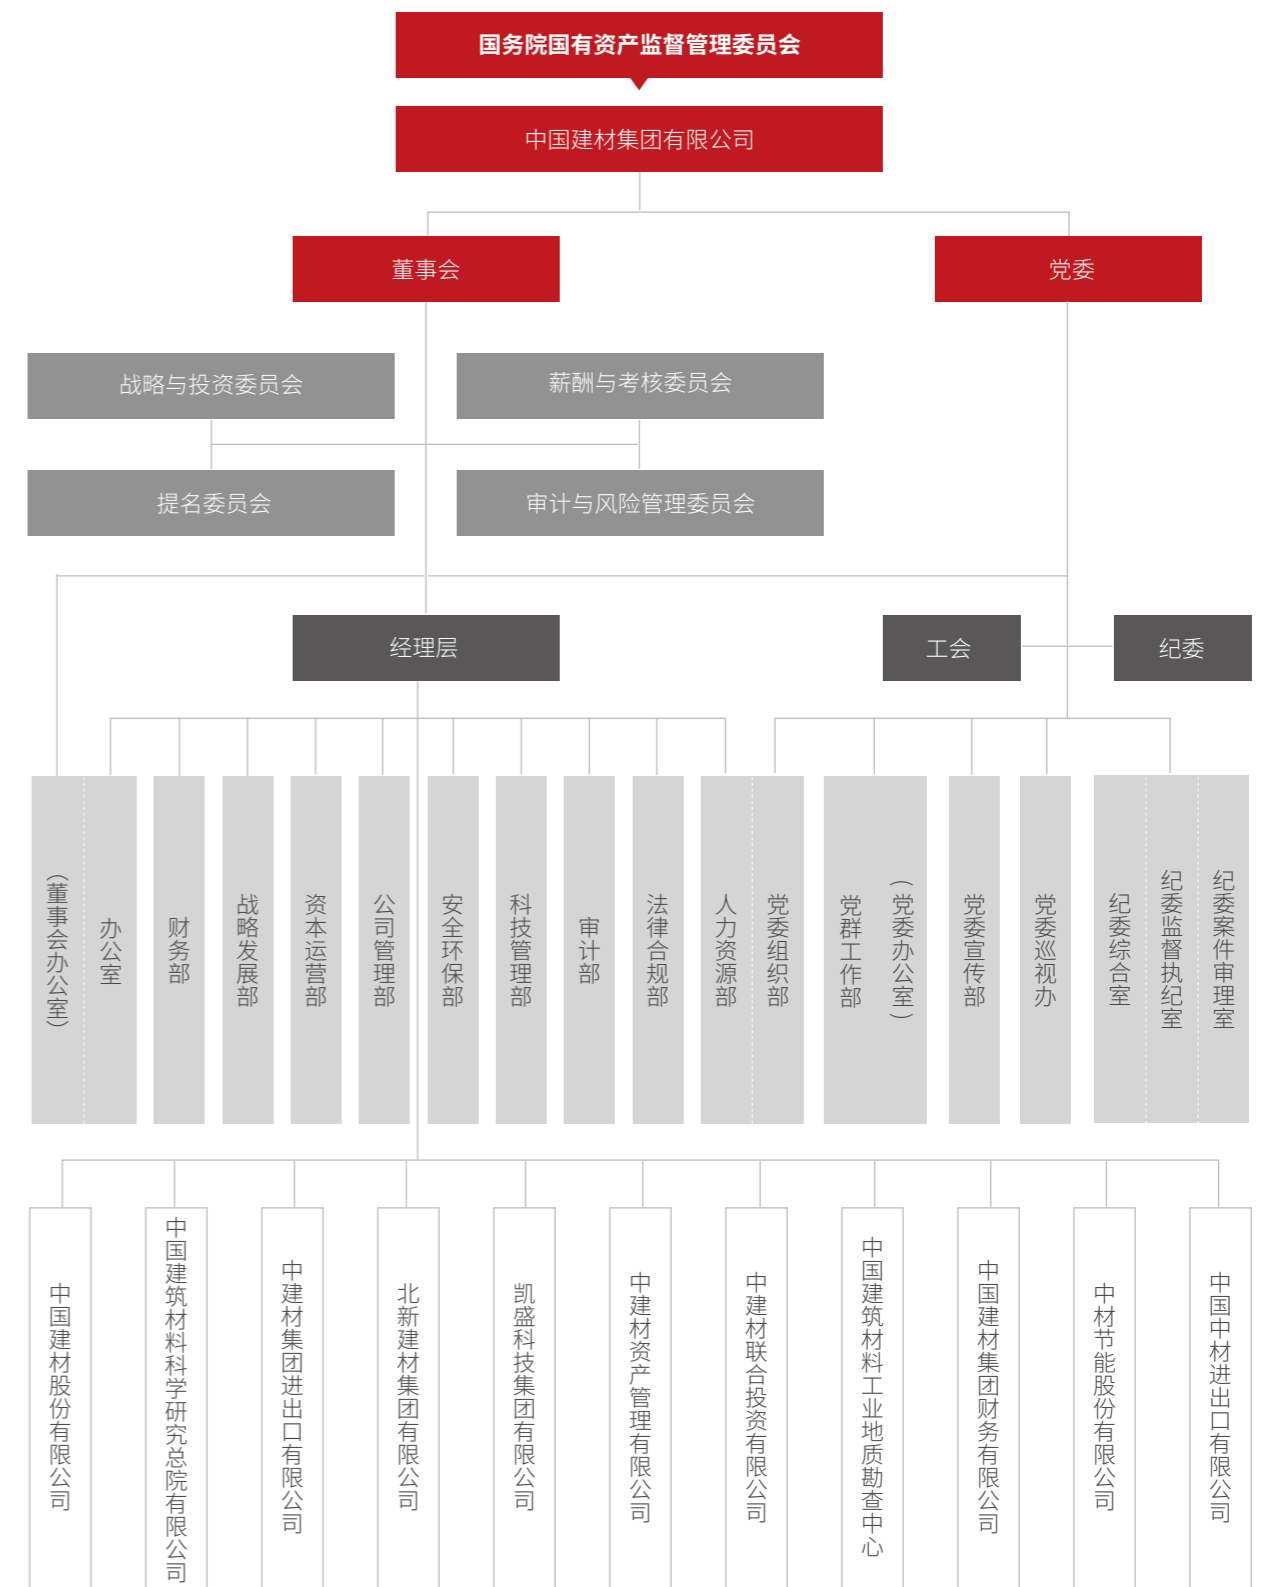 国务院国有资产监督管理委员会
中国建材集团有限公司
董事会
党委
战略与投资委员会
薪酬与考核委员会
提名委员会
审计与风险管理委员会
经理层
工会
纪委
（董事会办公室）
办公室
财务部
战略发展部
资本运营部
公司管理部
安全环保部
科技管理部
审计部
法律合规部
人力资源部
党委组织部
党群工作部
（党委办公室）
党委宣传部
党委巡视办
纪委综合室
纪委监督执纪室
纪委案件审理室
中国建材股份有限公司
中国建筑材料科学研究总院有限公司
中建材集团进出口有限公司
北新建材集团有限公司
凯盛科技集团有限公司
中建材资产管理有限公司
中建材联合投资有限公司
中国建筑材料工业地质勘查中心
中国建材集团财务有限公司
中材节能股份有限公司
中国中材进出口有限公司